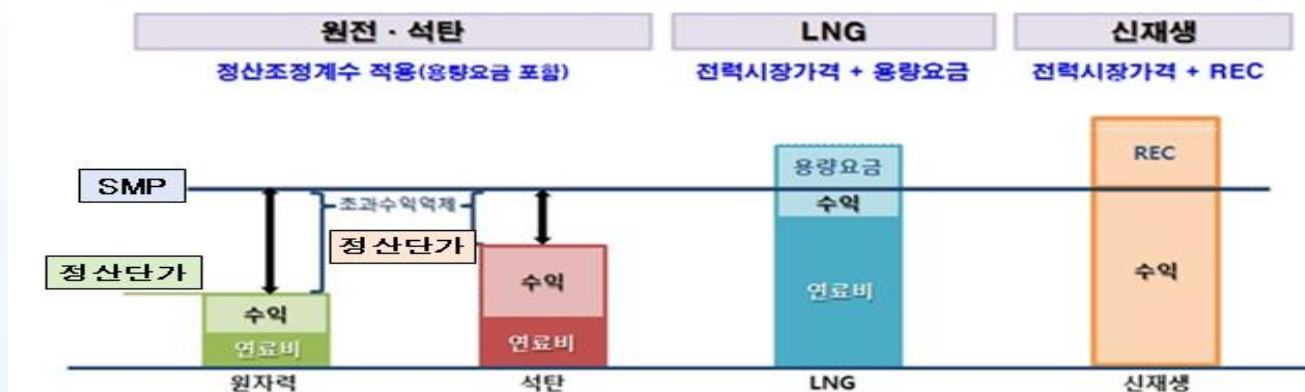 원전 · 석탄
LNG
신재생
정산조정계수 적용(용량요금 포함)
전력시장가격 + 용량요금
전력시장가격 + REC
REC
용량요금
SMP
초과수익억제
수익
정산단가
정산단가
수익
수익
연료비
수익
연료비
연료비
원자력
석탄
LNG
신재생